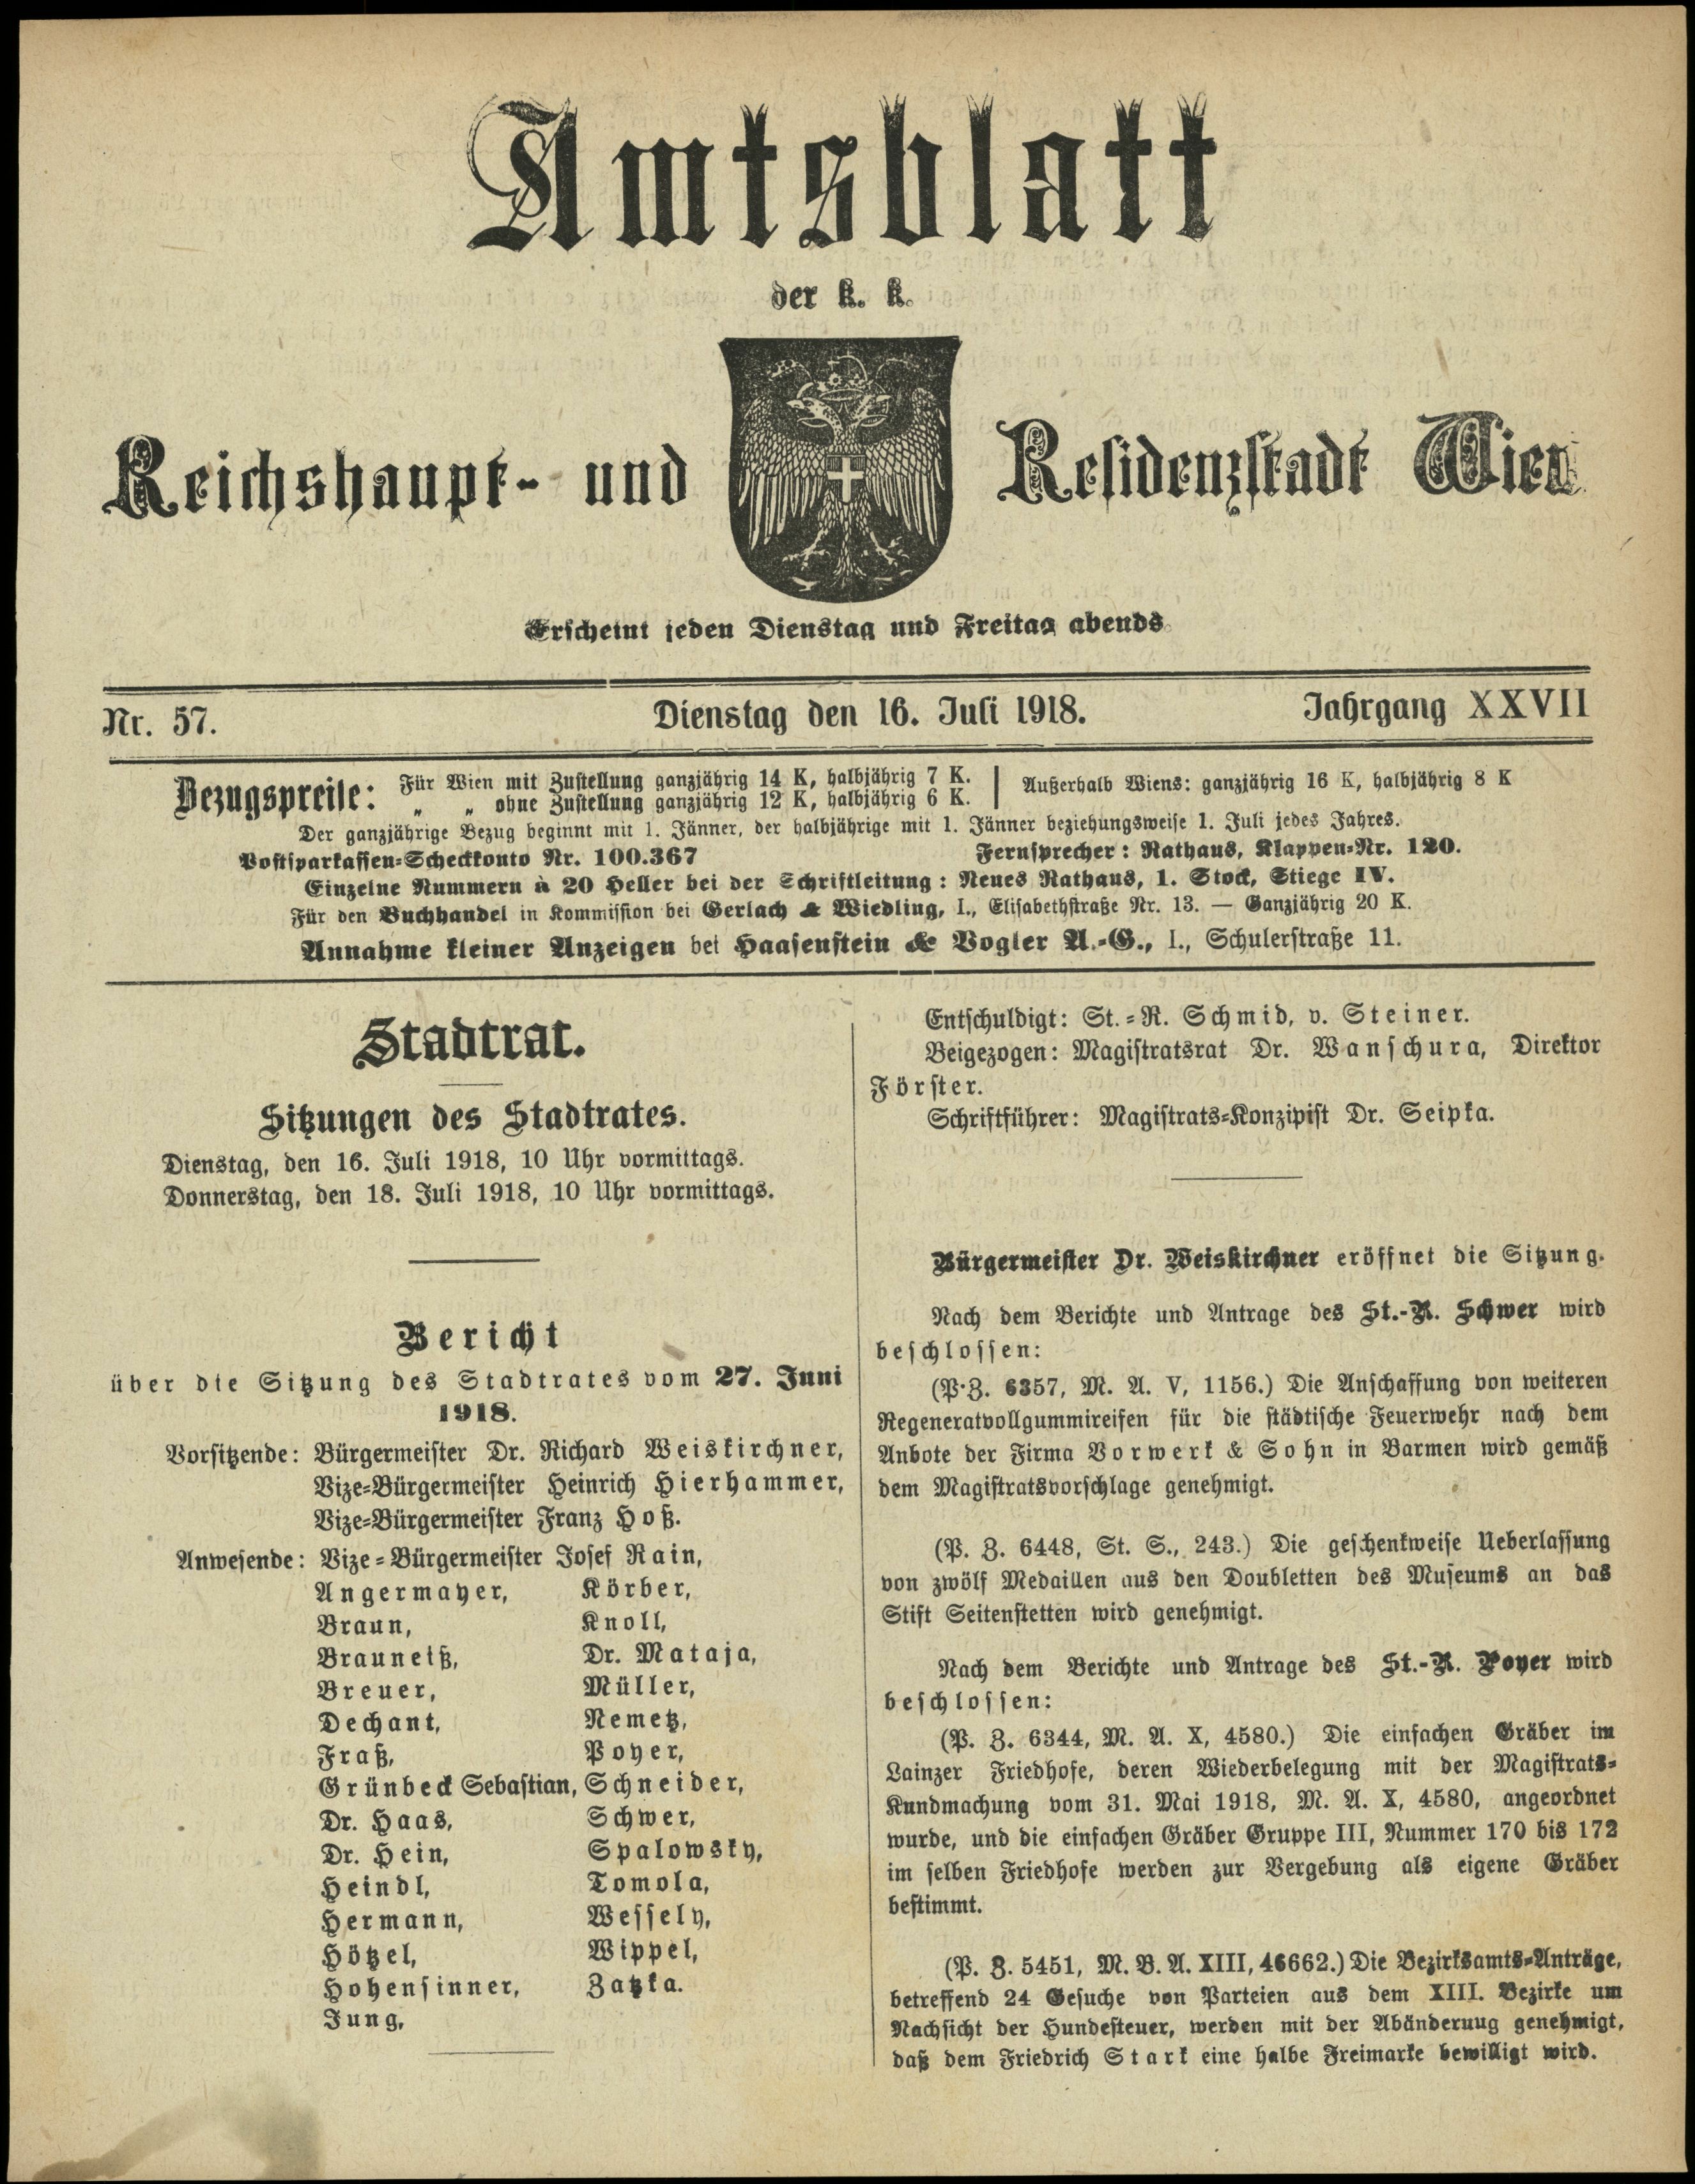 Amtsblatt
der k. k.
Reichshaupt- und Residenzstadt Wien
Erscheint jeden Dienstag und Freitag abends
Nr. 57. Dienstag den 16. Juli 1918. Jahrgang XXVII
Bezugspreise: Für Wien mit Zustellung ganzjährig 14 K, halbjährig 7 K.
„ „ ohne Zustellung ganzjährig 12 K, halbjährig 6 K.
Außerhalb Wiens: ganzjährig 16 K, halbjährig 8 K
Der ganzjährige Bezug beginnt mit 1. Jänner, der halbjährige mit 1. Jänner beziehungsweise 1. Juli jedes Jahres.
Postsparkassen-Scheckkonto Nr. 100.367 Fernsprecher: Rathaus, Klappen-Nr. 120.
Einzelne Nummern à 20 Heller bei der Schriftleitung: Neues Rathaus, 1. Stock, Stiege IV.
Für den Buchhandel in Kommission bei Gerlach & Wiedling, I., Elisabethstraße Nr. 13. — Ganzjährig 20 K.
Annahme kleiner Anzeigen bei Haasenstein & Vogler A.-G., I., Schulerstraße 11.
Stadtrat.
Sitzungen des Stadtrates.
Dienstag, den 16. Juli 1918, 10 Uhr vormittags.
Donnerstag, den 18. Juli 1918, 10 Uhr vormittags.
Bericht
über die Sitzung des Stadtrates vom 27. Juni
1918.
Vorsitzende: Bürgermeister Dr. Richard Weiskirchner,
Vize-Bürgermeister Heinrich Hierhammer,
Vize-Bürgermeister Franz Hoß.
Anwesende: Vize-Bürgermeister Josef Rain,
Angermayer, Körber,
Braun, Knoll,
Brauneiß, Dr. Mataja,
Breuer, Müller,
Dechant, Nemetz,
Fraß, Poyer,
Grünbeck Sebastian, Schneider,
Dr. Haas, Schwer,
Dr. Hein, Spalowsky,
Heindl, Tomola,
Hermann, Wessely,
Hötzel, Wippel,
Hohensinner, Zatzka.
Jung,
Entschuldigt: St.-R. Schmid, v. Steiner.
Beigezogen: Magistratsrat Dr. Wanschura, Direktor
Förster.
Schriftführer: Magistrats-Konzipist Dr. Seipka.
Bürgermeister Dr. Weiskirchner eröffnet die Sitzung.
Nach dem Berichte und Antrage des St.-R. Schwer wird
beschlossen:
(P.Z. 6357, M. A. V, 1156.) Die Anschaffung von weiteren
Regeneratvollgummireifen für die städtische Feuerwehr nach dem
Anbote der Firma Vorwerk & Sohn in Barmen wird gemäß
dem Magistratsvorschlage genehmigt.
(P. Z. 6448, St. S., 243.) Die geschenkweise Ueberlassung
von zwölf Medaillen aus den Doubletten des Museums an das
Stift Seitenstetten wird genehmigt.
Nach dem Berichte und Antrage des St.-R. Poyer wird
beschlossen:
(P. Z. 6344, M. A. X, 4580.) Die einfachen Gräber im
Lainzer Friedhofe, deren Wiederbelegung mit der Magistrats-
Kundmachung vom 31. Mai 1918, M. A. X, 4580, angeordnet
wurde, und die einfachen Gräber Gruppe III, Nummer 170 bis 172
im selben Friedhofe werden zur Vergebung als eigene Gräber
bestimmt.
(P. Z. 5451, M. B. A. XIII, 46662.) Die Bezirksamts-Anträge,
betreffend 24 Gesuche von Parteien aus dem XIII. Bezirke um
Nachsicht der Hundesteuer, werden mit der Abänderuug genehmigt,
daß dem Friedrich Stark eine halbe Freimarke bewilligt wird.